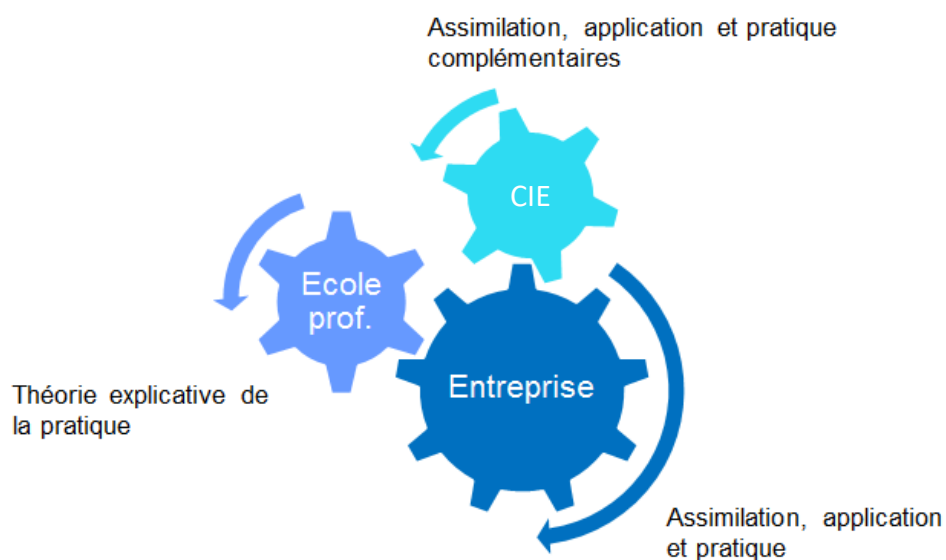 Assimilation, application et pratique
complémentaires
CIE
Ecole
prof.
Entreprise
Théorie explicative de
la pratique
Assimilation, application
et pratique